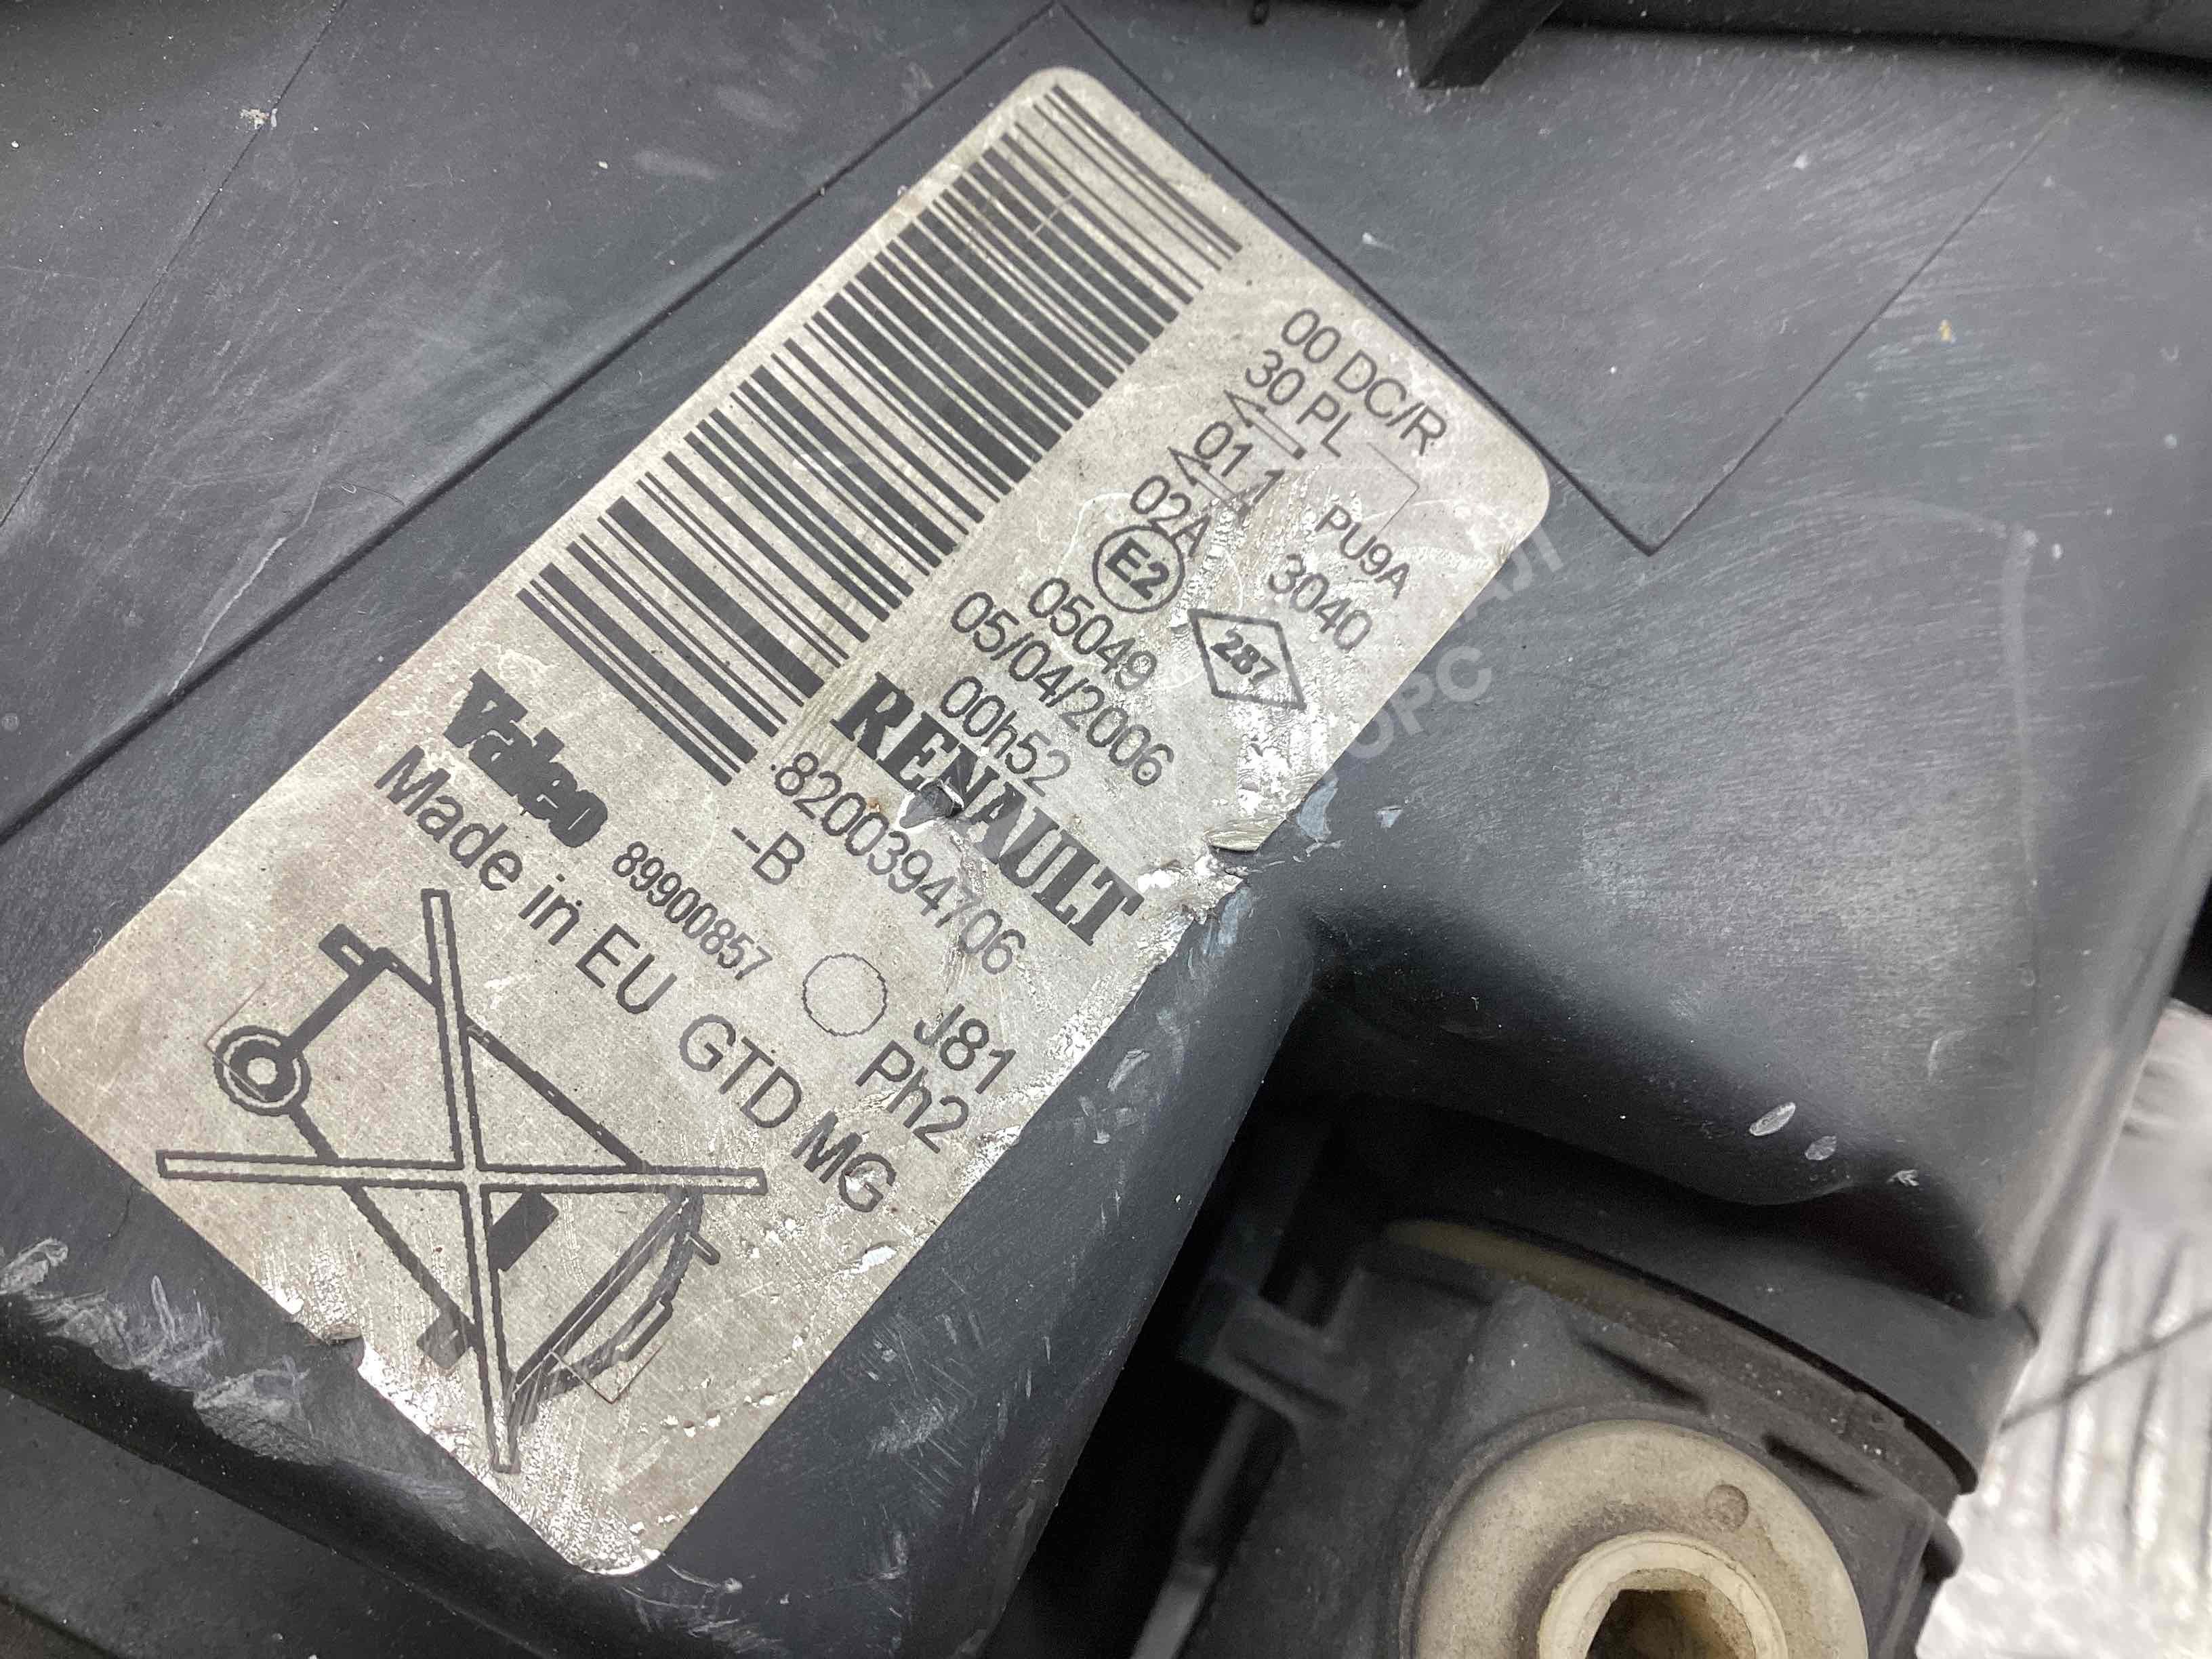 00 DC/R
30 PL
01 1 PU9A
02A 3040
E2
05049 287
05/04/2006
00h52
RENAULT
8200394706
--B
J81
Ph2
Valeo 89900857
Made in EU GTD MG
ТОРС